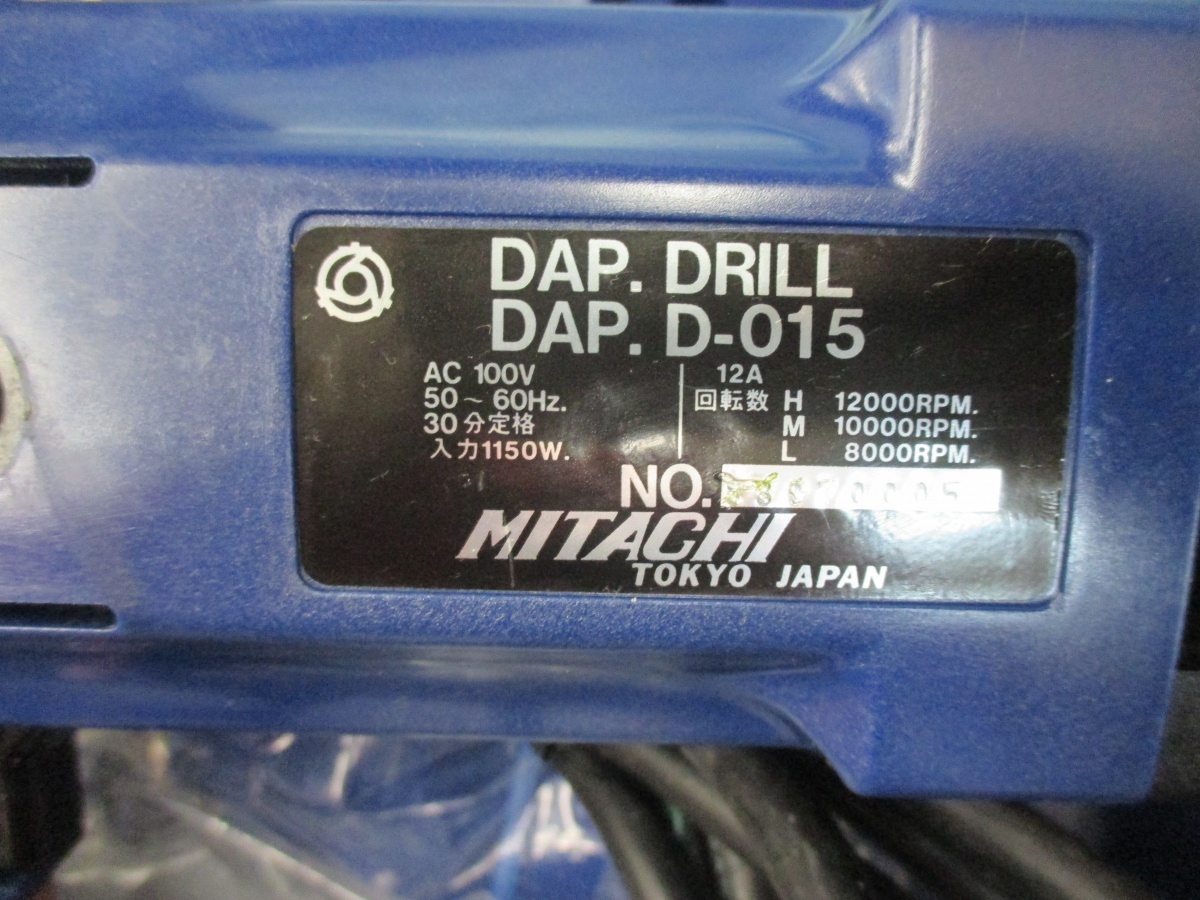 DAP. DRILL
DAP. D-015
AC 100V
50~60Hz.
30分定格
入力1150W.
12A
回転数 H 12000RPM.
M 10000RPM.
L 8000RPM.
NO.
MITACHI
TOKYO JAPAN